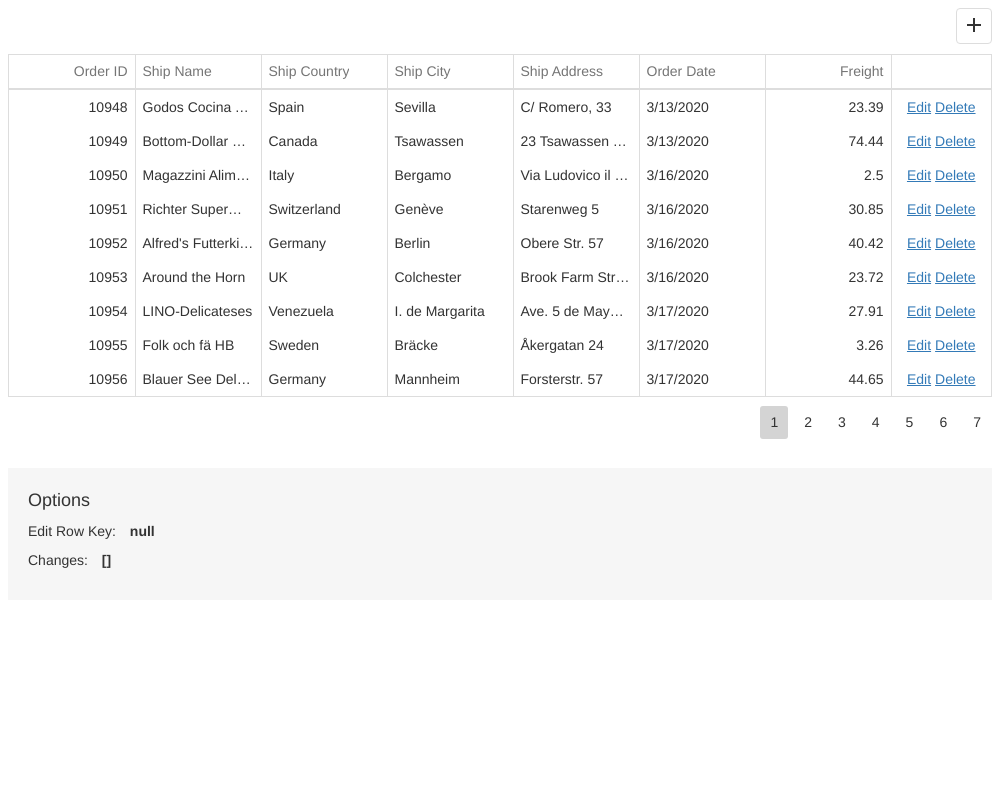 Order ID Ship Name Ship Country Ship City Ship Address Order Date Freight
10948 Godos Cocina ... Spain Sevilla C/ Romero, 33 3/13/2020 23.39 Edit Delete
10949 Bottom-Dollar ... Canada Tsawassen 23 Tsawassen ... 3/13/2020 74.44 Edit Delete
10950 Magazzini Alim... Italy Bergamo Via Ludovico il ... 3/16/2020 2.5 Edit Delete
10951 Richter Super... Switzerland Genève Starenweg 5 3/16/2020 30.85 Edit Delete
10952 Alfred's Futterki... Germany Berlin Obere Str. 57 3/16/2020 40.42 Edit Delete
10953 Around the Horn UK Colchester Brook Farm Str... 3/16/2020 23.72 Edit Delete
10954 LINO-Delicateses Venezuela I. de Margarita Ave. 5 de May... 3/17/2020 27.91 Edit Delete
10955 Folk och fä HB Sweden Bräcke Åkergatan 24 3/17/2020 3.26 Edit Delete
10956 Blauer See Del... Germany Mannheim Forsterstr. 57 3/17/2020 44.65 Edit Delete
1 2 3 4 5 6 7
Options
Edit Row Key: null
Changes: []